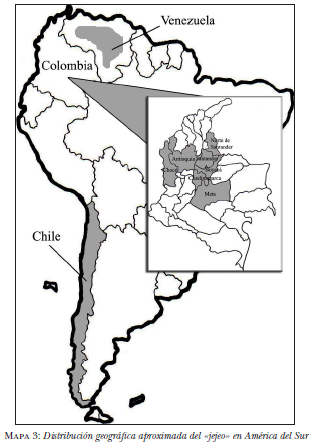 Venezuela
Colombia
Norte de
Santander
Antioquia Santander
Chocó
Cundinamarca
Meta
Chile
MAPA 3: Distribución geográfica aproximada del «jejeo» en América del Sur